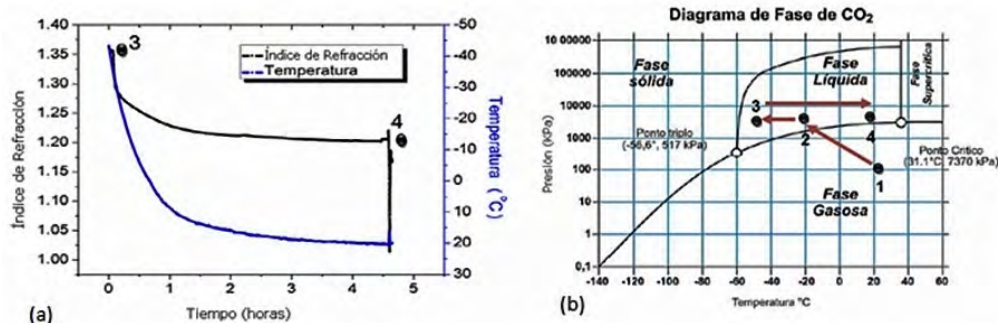 1.40
1.35
1.30
1.25
1.20
1.15
1.10
1.05
1.00
Índice de Refracción
0
1
2
3
4
5
Tiempo (horas)
-50
-40
-30
-20
-10
0
10
20
30
Temperatura (°C)
3
4
Índice de Refracción
Temperatura
(a)
Diagrama de Fase de CO₂
10 00000
100000
10000
1000
100
10
1
0,1
Presión (kPa)
-140
-120
-100
-80
-60
-40
-20
0
20
40
60
Temperatura °C
Fase
sólida
Fase
Líquida
Fase
Supercrítica
3
2
4
1
Ponto triplo
(-56,6°, 517 kPa)
Ponto Critico
(31.1°C, 7370 kPa)
Fase
Gasosa
(b)